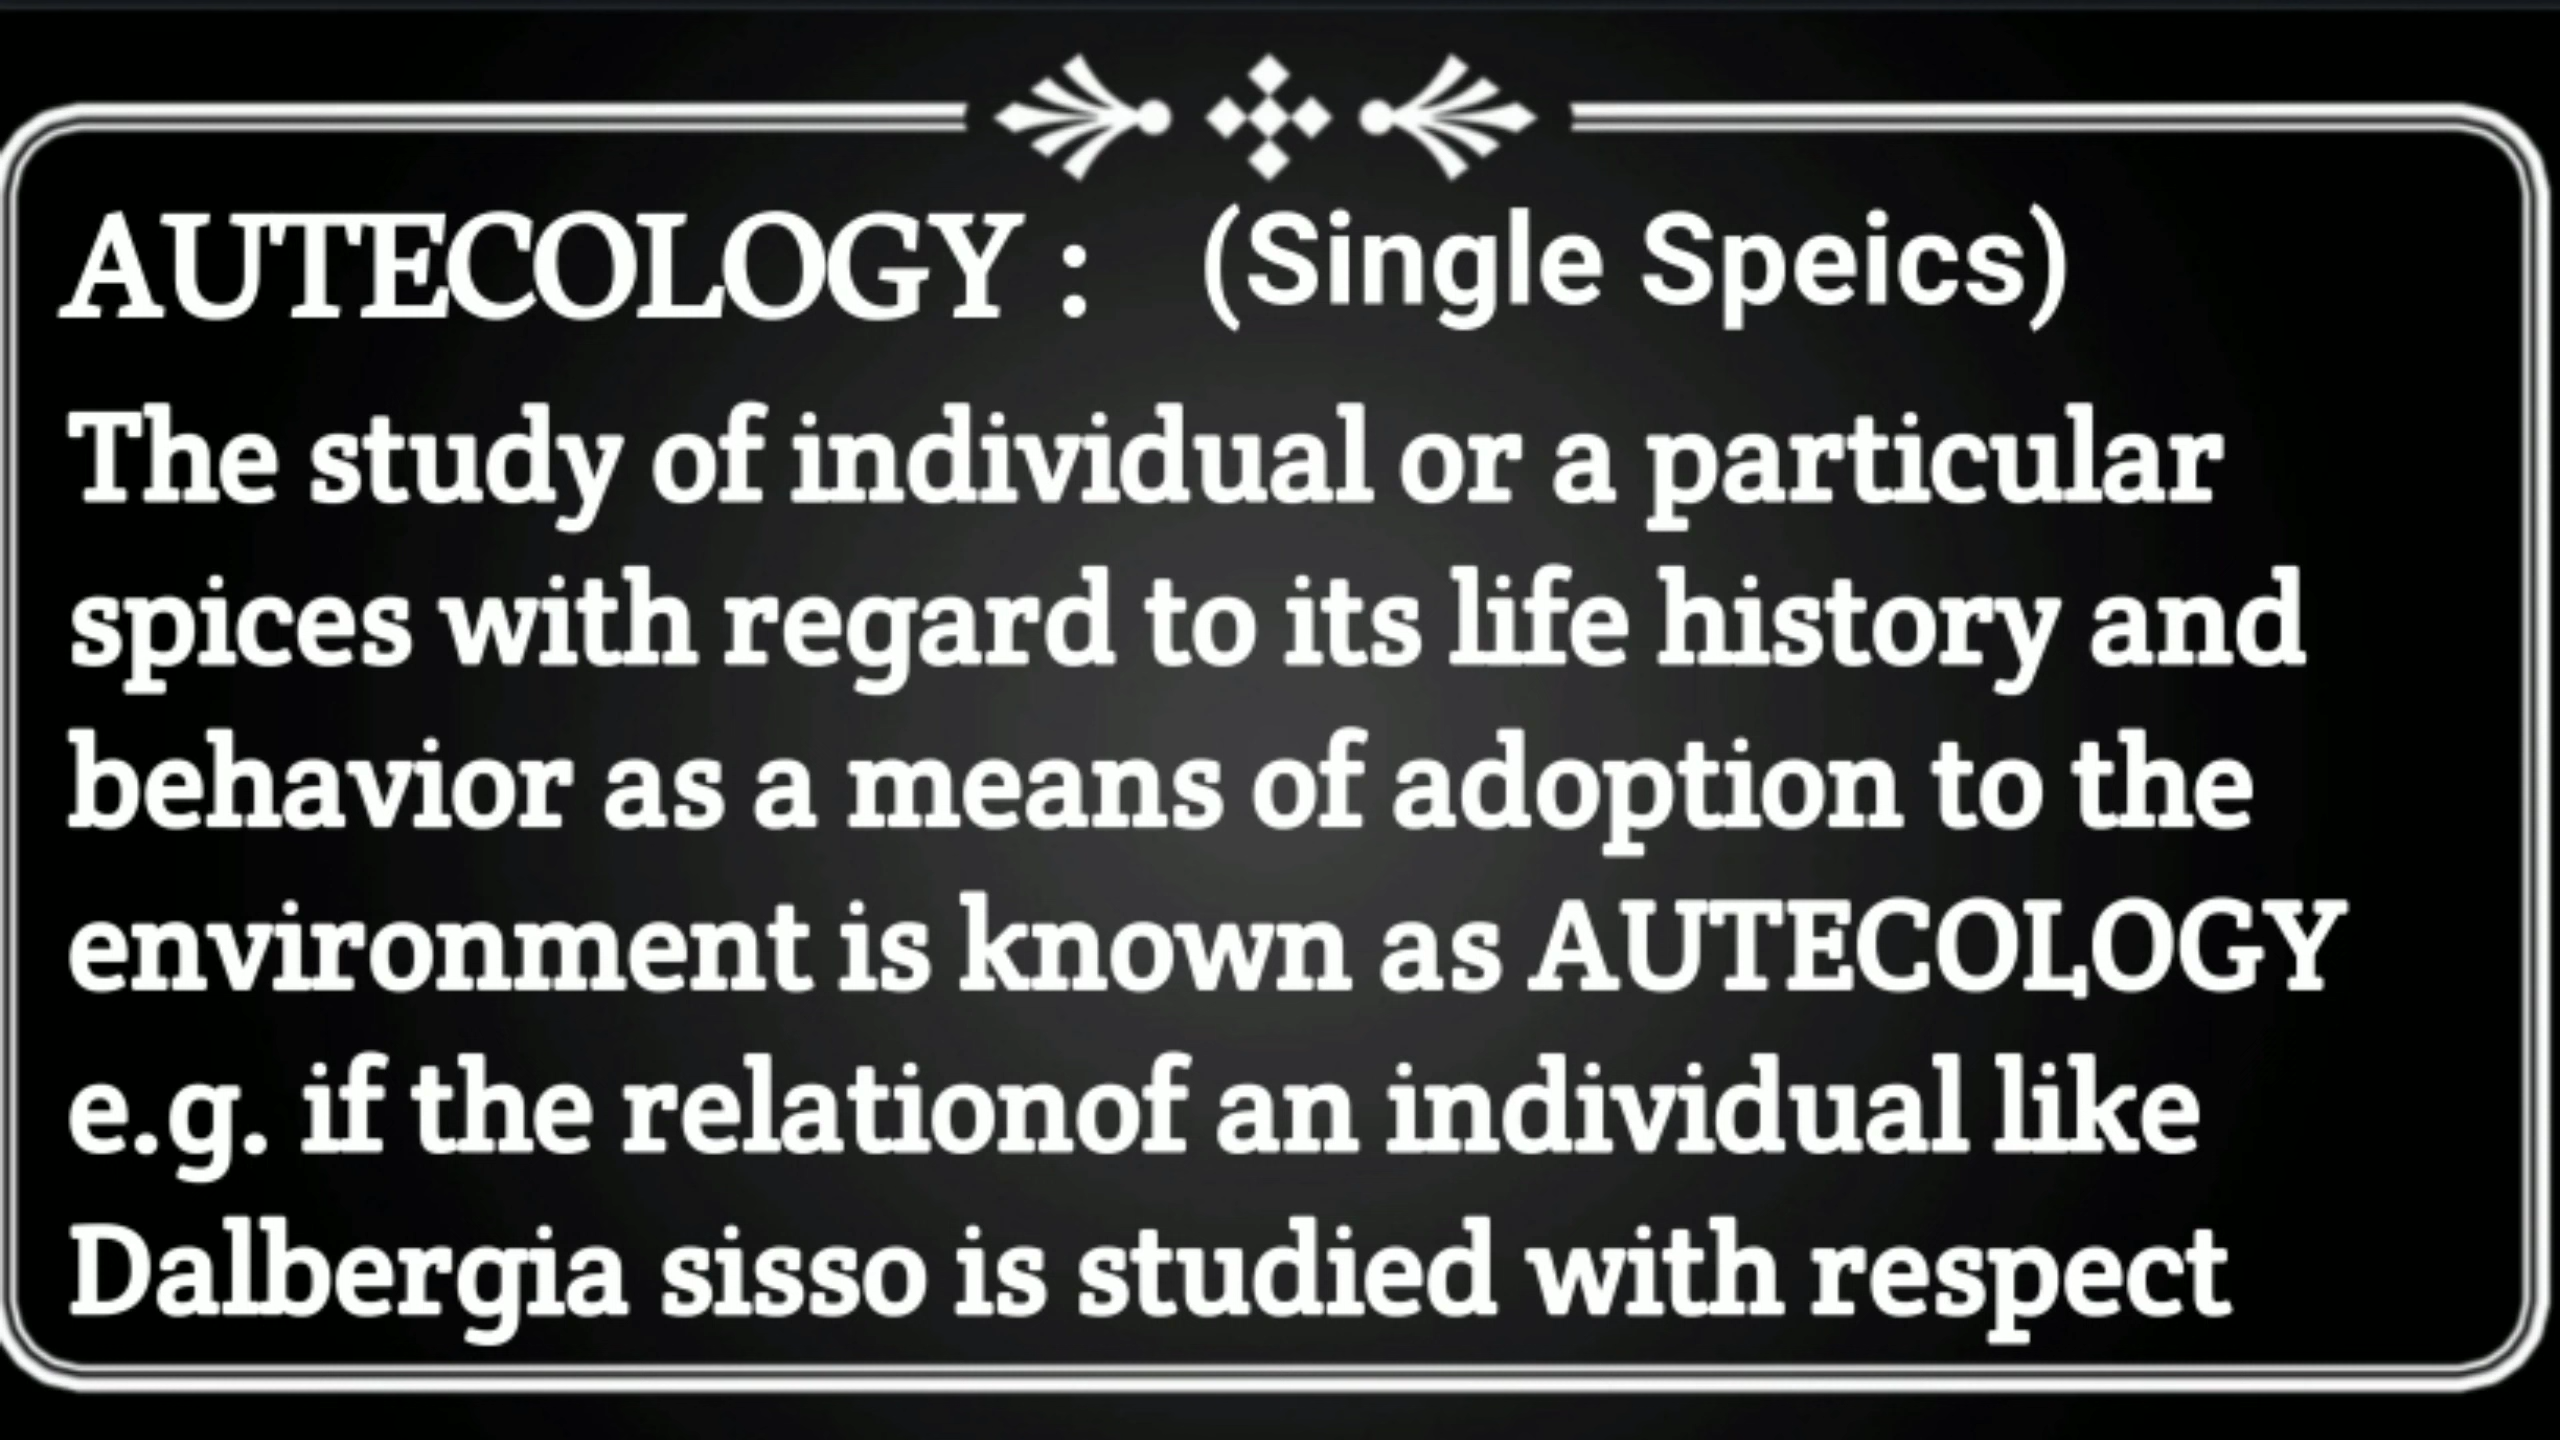 AUTECOLOGY : (Single Speics)
The study of individual or a particular
spices with regard to its life history and
behavior as a means of adoption to the
environment is known as AUTECOLOGY
e.g. if the relationof an individual like
Dalbergia sisso is studied with respect